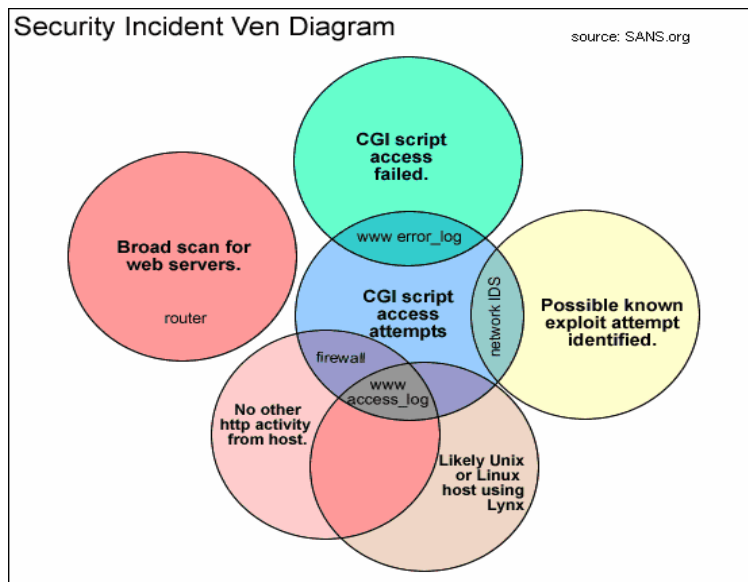 Security Incident Ven Diagram
source: SANS.org
CGI script
access
failed.
www error_log
Broad scan for
web servers.
router
CGI script
access
attempts
network IDS
Possible known
exploit attempt
identified.
firewall
www
access_log
No other
http activity
from host.
Likely Unix
or Linux
host using
Lynx